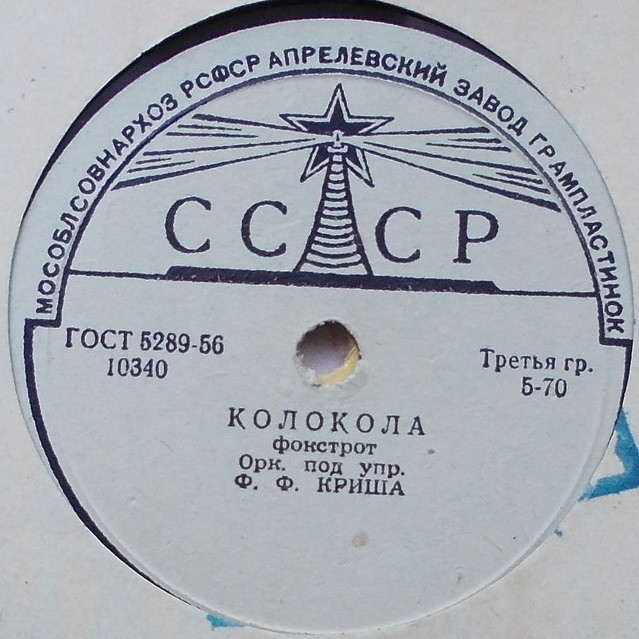 МОСОБЛСОВНАРХОЗ РСФСР АПРЕЛЕВСКИЙ ЗАВОД ГРАМПЛАСТИНОК
СССР
ГОСТ 5289-56
10340
Третья гр.
5-70
КОЛОКОЛА
фокстрот
Орк. под упр.
Ф. Ф. КРИША